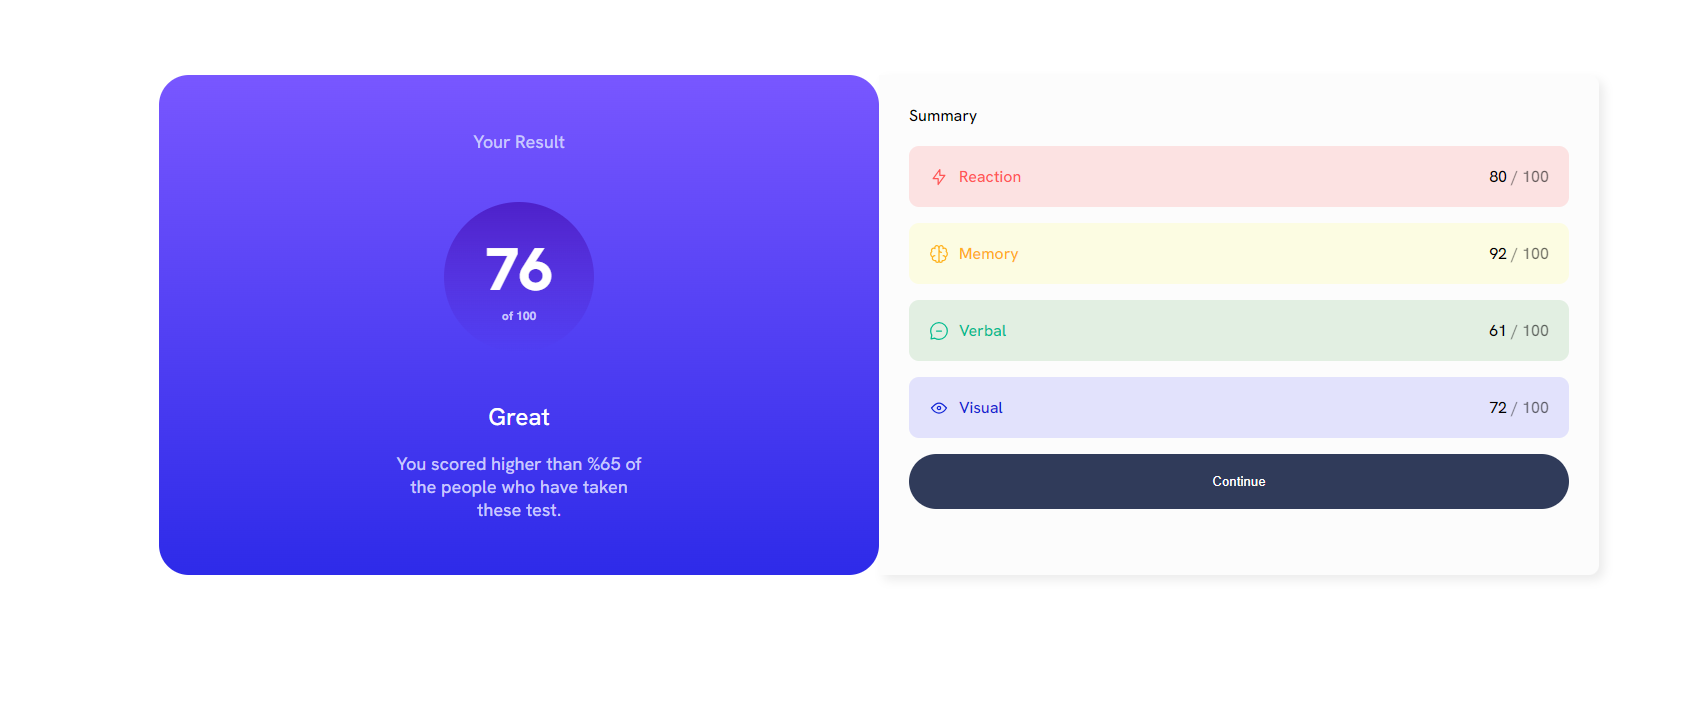 Your Result
76
of 100
Great
You scored higher than %65 of
the people who have taken
these test.
Summary
Reaction 80 / 100
Memory 92 / 100
Verbal 61 / 100
Visual 72 / 100
Continue